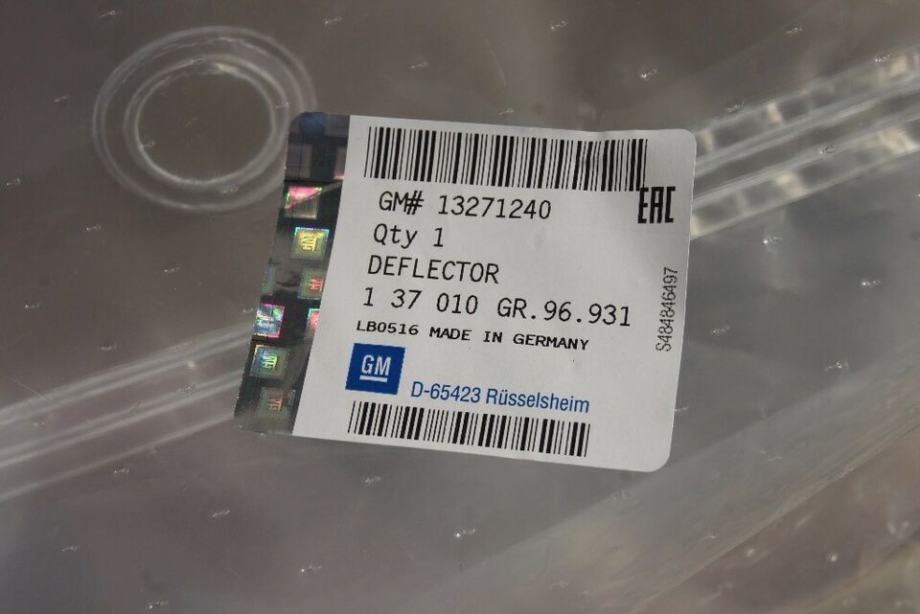 GM# 13271240
EAC
Qty 1
DEFLECTOR
1 37 010 GR.96.931
LB0516 MADE IN GERMANY
S484846497
GM
D-65423 Rüsselsheim